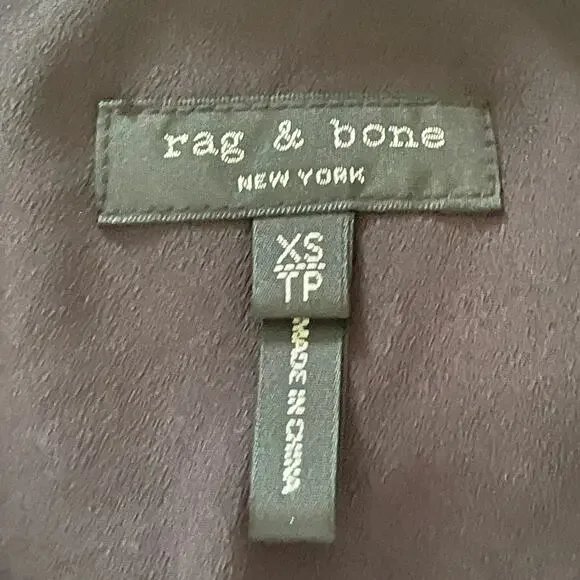 rag & bone
NEW YORK
XS
TP
MADE IN CHINA